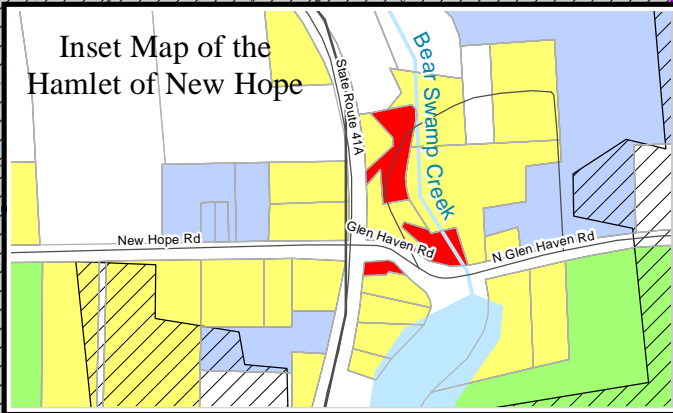 Inset Map of the
Hamlet of New Hope
State Route 41A
Bear Swamp Creek
New Hope Rd
Glen Haven Rd
N Glen Haven Rd